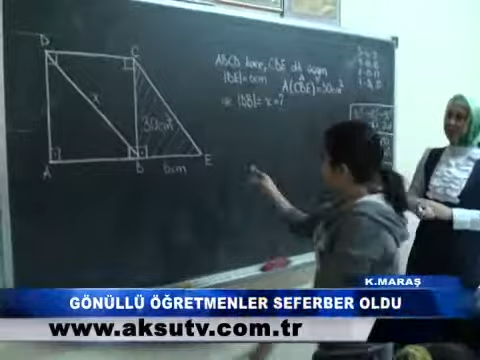 D
C
x
30cm²
A
B
E
6cm
ABCD kare, CBE dik üçgen
|BE|=6cm
A(CBE)=30cm²
⇒ |DB|= x = ?
K.MARAŞ
GÖNÜLLÜ ÖĞRETMENLER SEFERBER OLDU
www.aksutv.com.tr